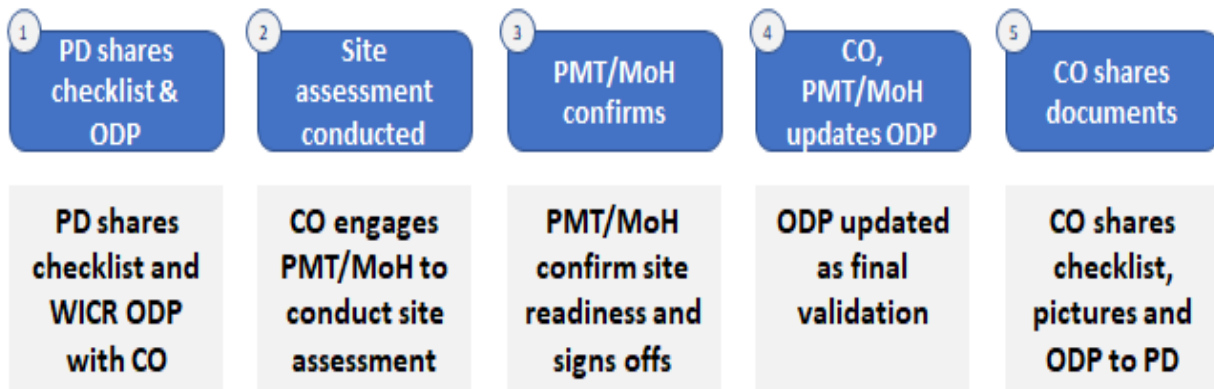 1
PD shares
checklist &
ODP
2
Site
assessment
conducted
3
PMT/MoH
confirms
4
CO,
PMT/MoH
updates ODP
5
CO shares
documents
PD shares
checklist and
WICR ODP
with CO
CO engages
PMT/MoH to
conduct site
assessment
PMT/MoH
confirm site
readiness and
signs offs
ODP updated
as final
validation
CO shares
checklist,
pictures and
ODP to PD